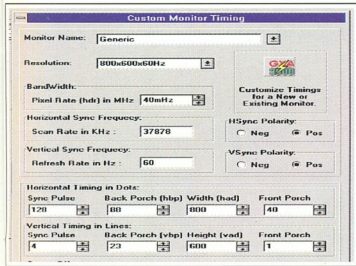 Custom Monitor Timing
Monitor Name: Generic
Resolution: 800x600x60Hz
BandWidth:
Pixel Rate (hdr) in MHz 40mHz
Customize Timings
for a New or
Existing Monitor.
Horizontal Sync Frequecy:
Scan Rate in KHz : 37878
HSync Polarity:
Neg Pos
Vertical Sync Frequecy:
Refresh Rate in Hz : 60
VSync Polarity:
Neg Pos
Horizontal Timing in Dots:
Sync Pulse Back Porch (hbp) Width (had) Front Porch
128 88 800 40
Vertical Timing in Lines:
Sync Pulse Back Porch (vbp) Height (vad) Front Porch
4 23 600 1